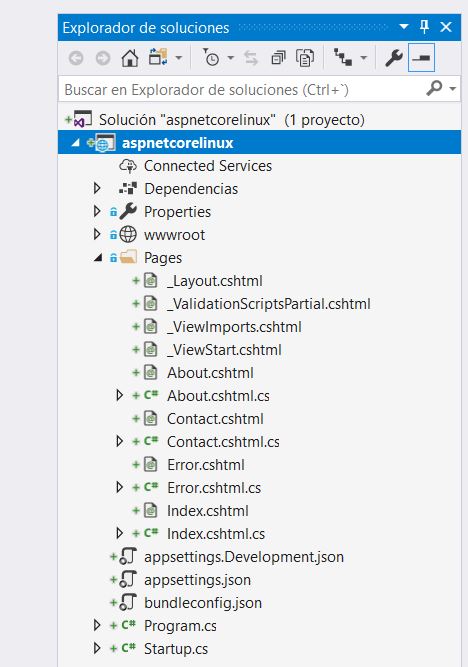 Explorador de soluciones
Buscar en Explorador de soluciones (Ctrl+`)
Solución "aspnetcorelinux" (1 proyecto)
aspnetcorelinux
Connected Services
Dependencias
Properties
wwwroot
Pages
_Layout.cshtml
_ValidationScriptsPartial.cshtml
_ViewImports.cshtml
_ViewStart.cshtml
About.cshtml
C# About.cshtml.cs
Contact.cshtml
C# Contact.cshtml.cs
Error.cshtml
C# Error.cshtml.cs
Index.cshtml
C# Index.cshtml.cs
appsettings.Development.json
appsettings.json
bundleconfig.json
C# Program.cs
C# Startup.cs